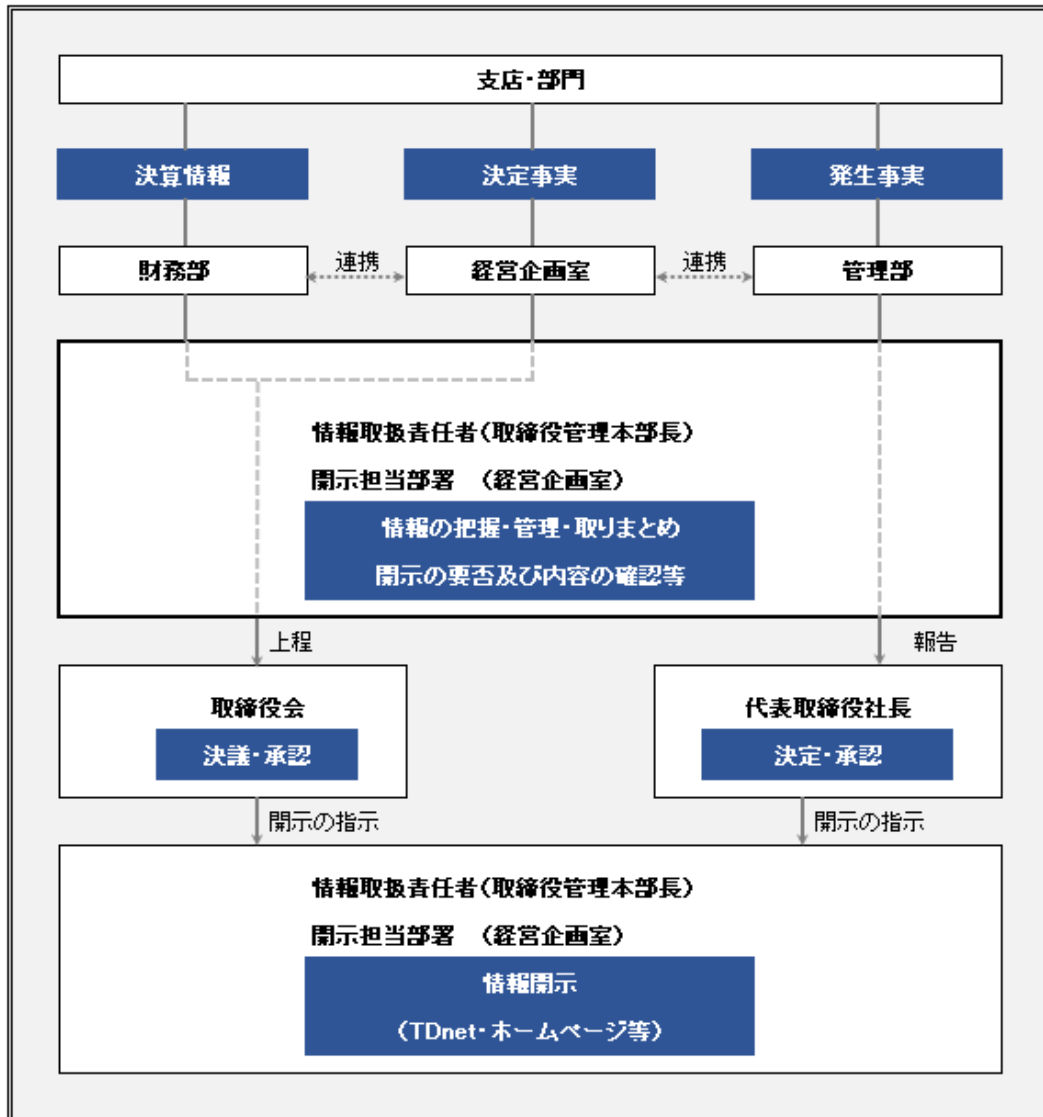 支店・部門
決算情報
決定事実
発生事実
財務部
連携
経営企画室
連携
管理部
情報取扱責任者(取締役管理本部長)
開示担当部署　(経営企画室)
情報の把握・管理・取りまとめ
開示の要否及び内容の確認等
上程
報告
取締役会
決議・承認
代表取締役社長
決定・承認
開示の指示
開示の指示
情報取扱責任者(取締役管理本部長)
開示担当部署　(経営企画室)
情報開示
(TDnet・ホームページ等)